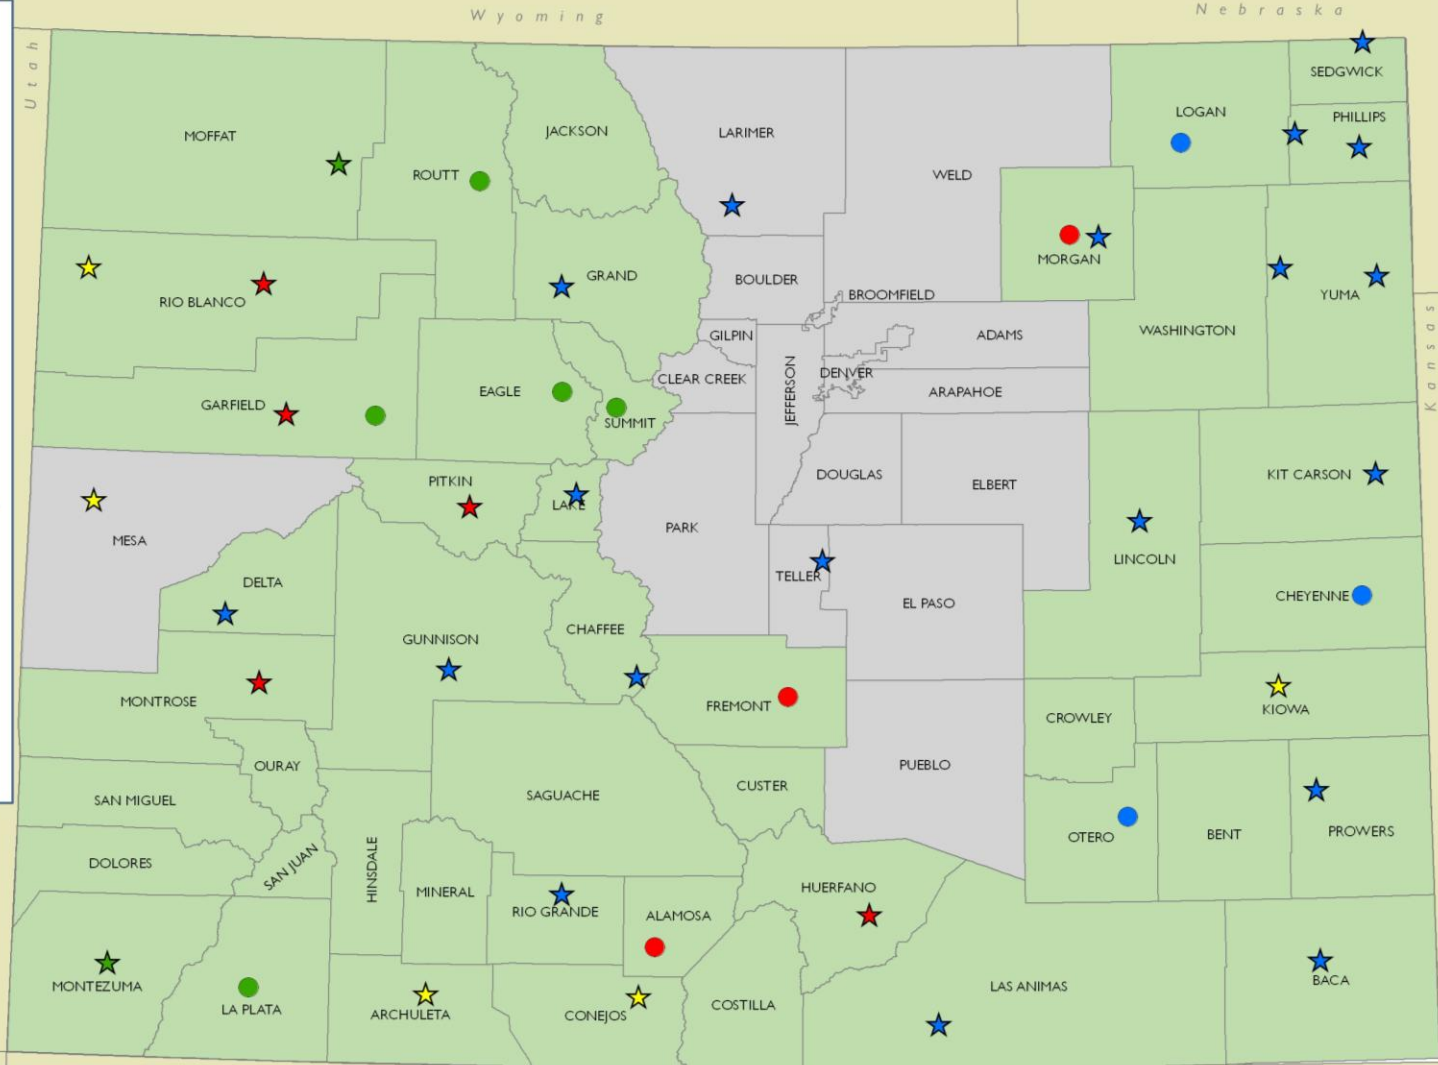 Wyoming
Nebraska
Utah
SEDGWICK
LOGAN
PHILLIPS
JACKSON
LARIMER
MOFFAT
ROUTT
WELD
MORGAN
GRAND
BOULDER
BROOMFIELD
YUMA
RIO BLANCO
Kansas
GILPIN
ADAMS
WASHINGTON
CLEAR CREEK
JEFFERSON
DENVER
EAGLE
ARAPAHOE
GARFIELD
SUMMIT
DOUGLAS
KIT CARSON
PITKIN
ELBERT
LAKE
PARK
MESA
LINCOLN
DELTA
TELLER
EL PASO
CHEYENNE
CHAFFEE
GUNNISON
MONTROSE
FREMONT
KIOWA
CROWLEY
OURAY
PUEBLO
CUSTER
SAN MIGUEL
SAGUACHE
OTERO
BENT
PROWERS
DOLORES
SAN JUAN
HINSDALE
MINERAL
HUERFANO
RIO GRANDE
ALAMOSA
MONTEZUMA
LAS ANIMAS
BACA
LA PLATA
ARCHULETA
CONEJOS
COSTILLA